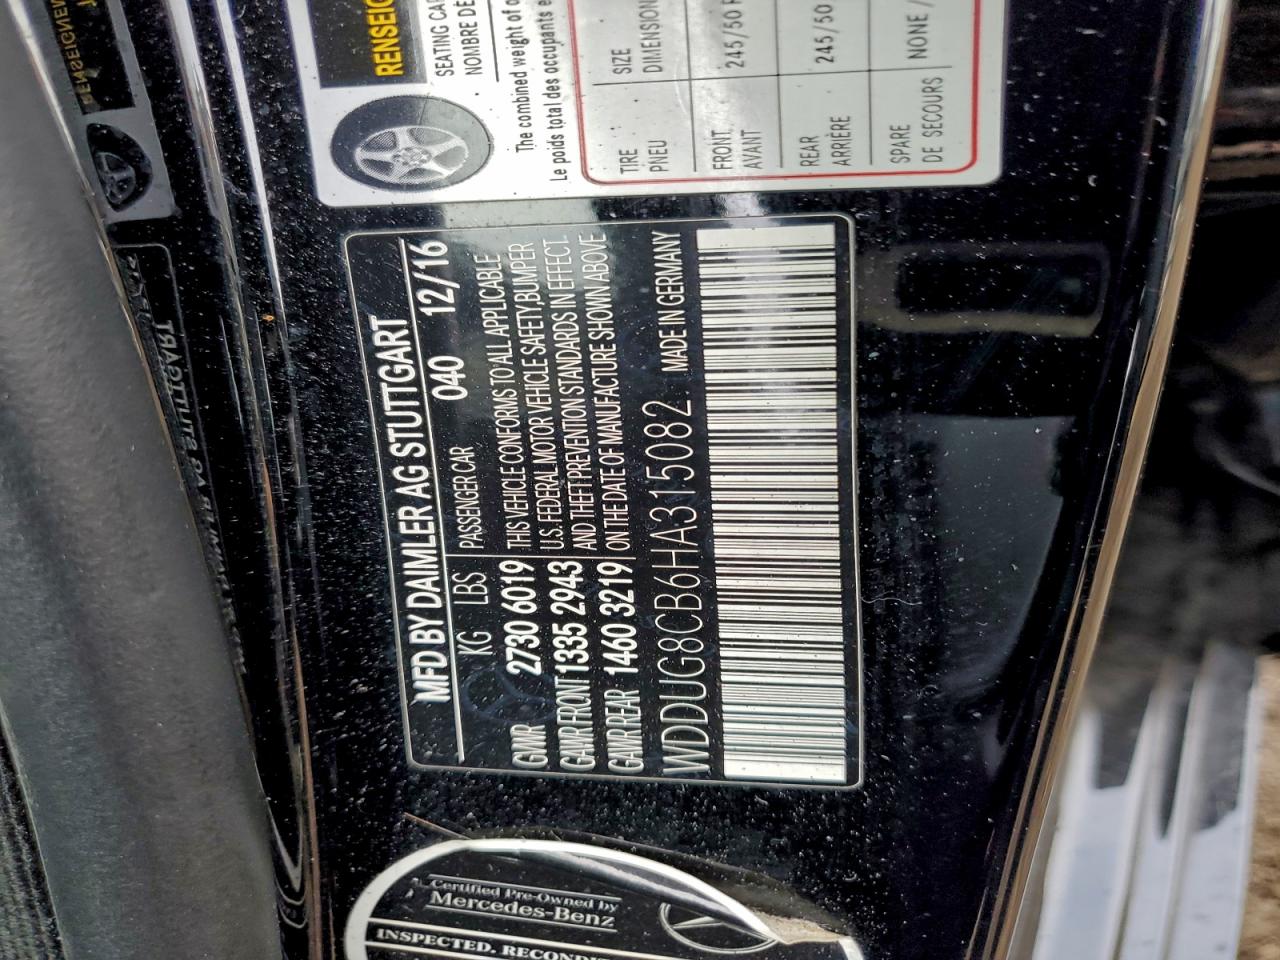 RENSEIG
SEATING CA
NOMBRE DE
The combined weight of o
Le poids total des occupants e
TIRE SIZE
PNEU DIMENSION
FRONT 245/50 R
AVANT
REAR 245/50
ARRIÈRE
SPARE NONE /
DE SECOURS
MFD BY DAIMLER AG STUTTGART
040 12/16
KG LBS PASSENGER CAR
GVWR 2730 6019
GAWR FRONT 1335 2943
GAWR REAR 1460 3219
THIS VEHICLE CONFORMS TO ALL APPLICABLE
U.S. FEDERAL MOTOR VEHICLE SAFETY,BUMPER
AND THEFT PREVENTION STANDARDS IN EFFECT
ON THE DATE OF MANUFACTURE SHOWN ABOVE
WDDUG8CB6HA315082 MADE IN GERMANY
Certified Pre-Owned by
Mercedes-Benz
INSPECTED. RECONDI